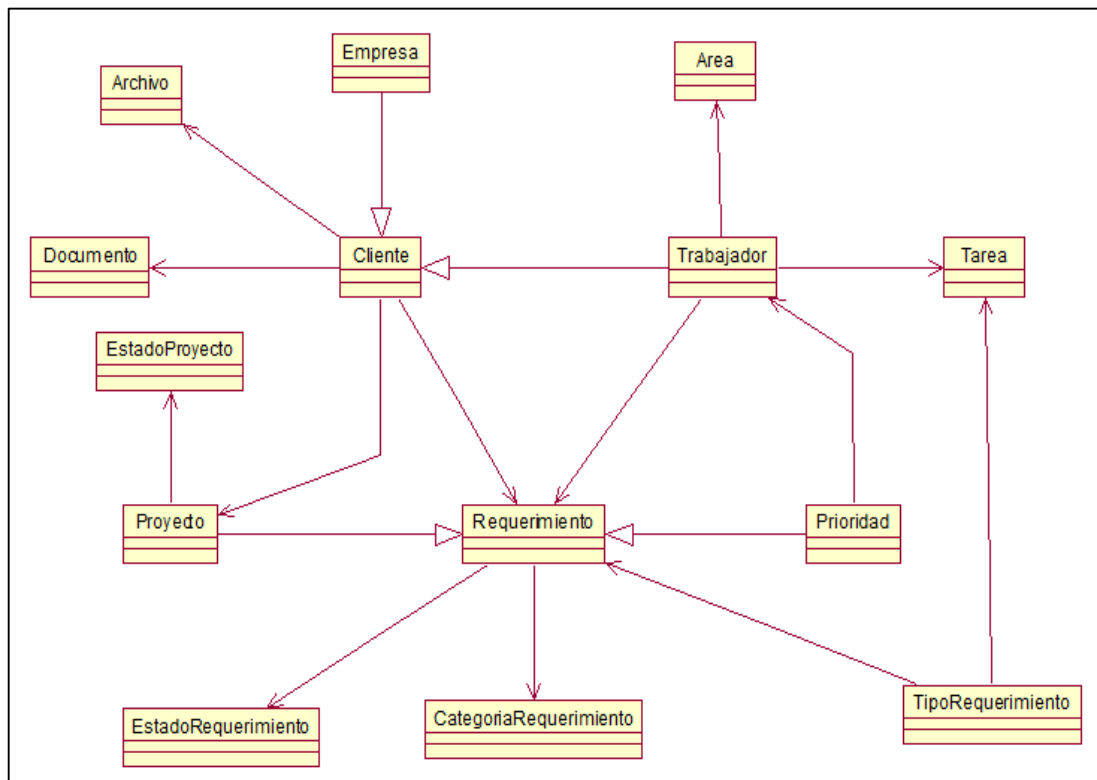 Empresa
Area
Archivo
Documento
Cliente
Trabajador
Tarea
EstadoProyecto
Proyecto
Requerimiento
Prioridad
EstadoRequerimiento
CategoriaRequerimiento
TipoRequerimiento